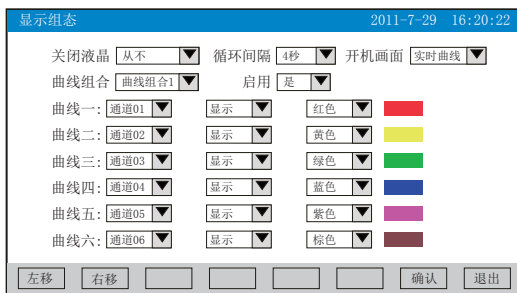 显示组态 2011-7-29 16:20:22
关闭液晶 从不 循环间隔 4秒 开机画面 实时曲线
曲线组合 曲线组合1 启用 是
曲线一: 通道01 显示 红色
曲线二: 通道02 显示 黄色
曲线三: 通道03 显示 绿色
曲线四: 通道04 显示 蓝色
曲线五: 通道05 显示 紫色
曲线六: 通道06 显示 棕色
左移 右移 确认 退出